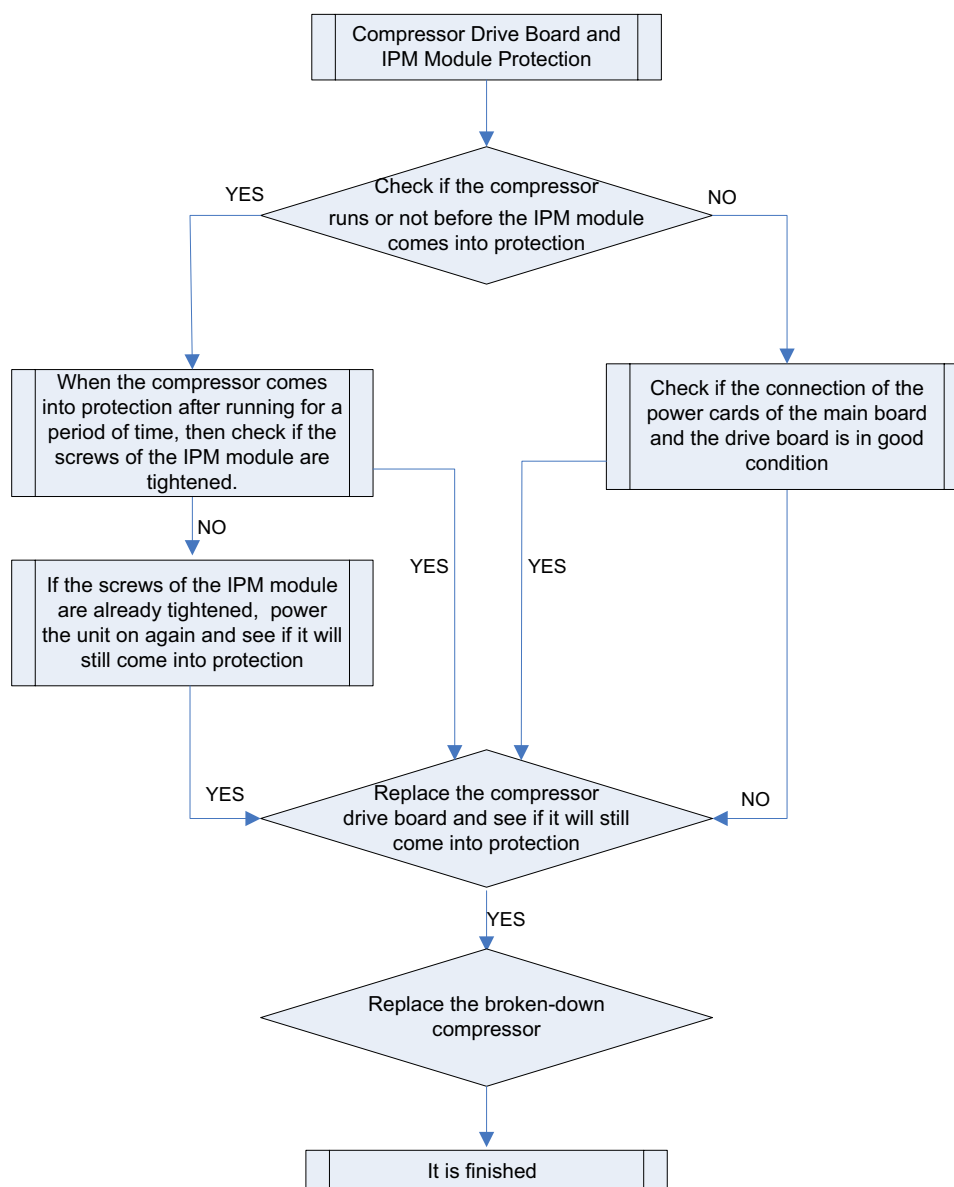 Compressor Drive Board and
IPM Module Protection
Check if the compressor
runs or not before the IPM module
comes into protection
YES
NO
When the compressor comes
into protection after running for a
period of time, then check if the
screws of the IPM module are
tightened.
Check if the connection of the
power cards of the main board
and the drive board is in good
condition
NO
YES
YES
If the screws of the IPM module
are already tightened, power
the unit on again and see if it will
still come into protection
YES
NO
Replace the compressor
drive board and see if it will still
come into protection
YES
Replace the broken-down
compressor
It is finished